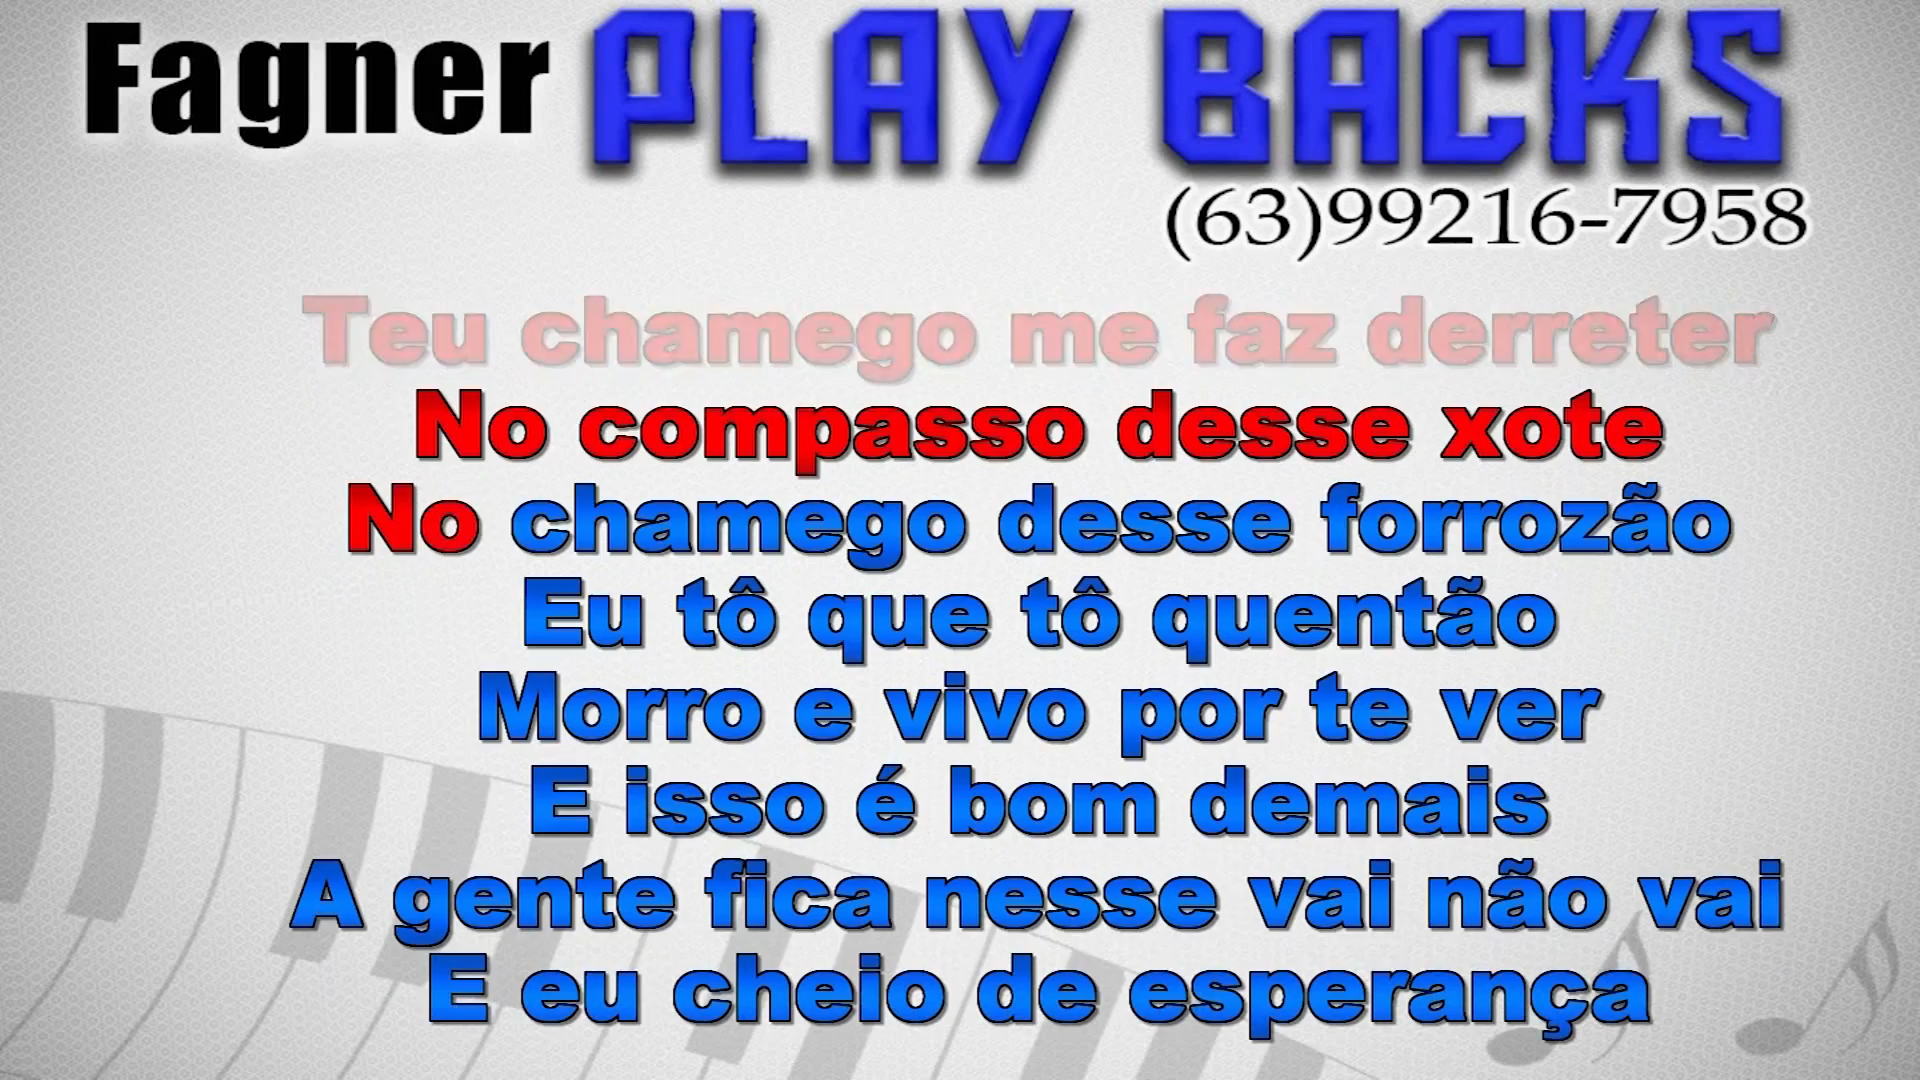 Fagner PLAY BACKS
(63)99216-7958
Teu chamego me faz derreter
No compasso desse xote
No chamego desse forrozão
Eu tô que tô quentão
Morro e vivo por te ver
E isso é bom demais
A gente fica nesse vai não vai
E eu cheio de esperança